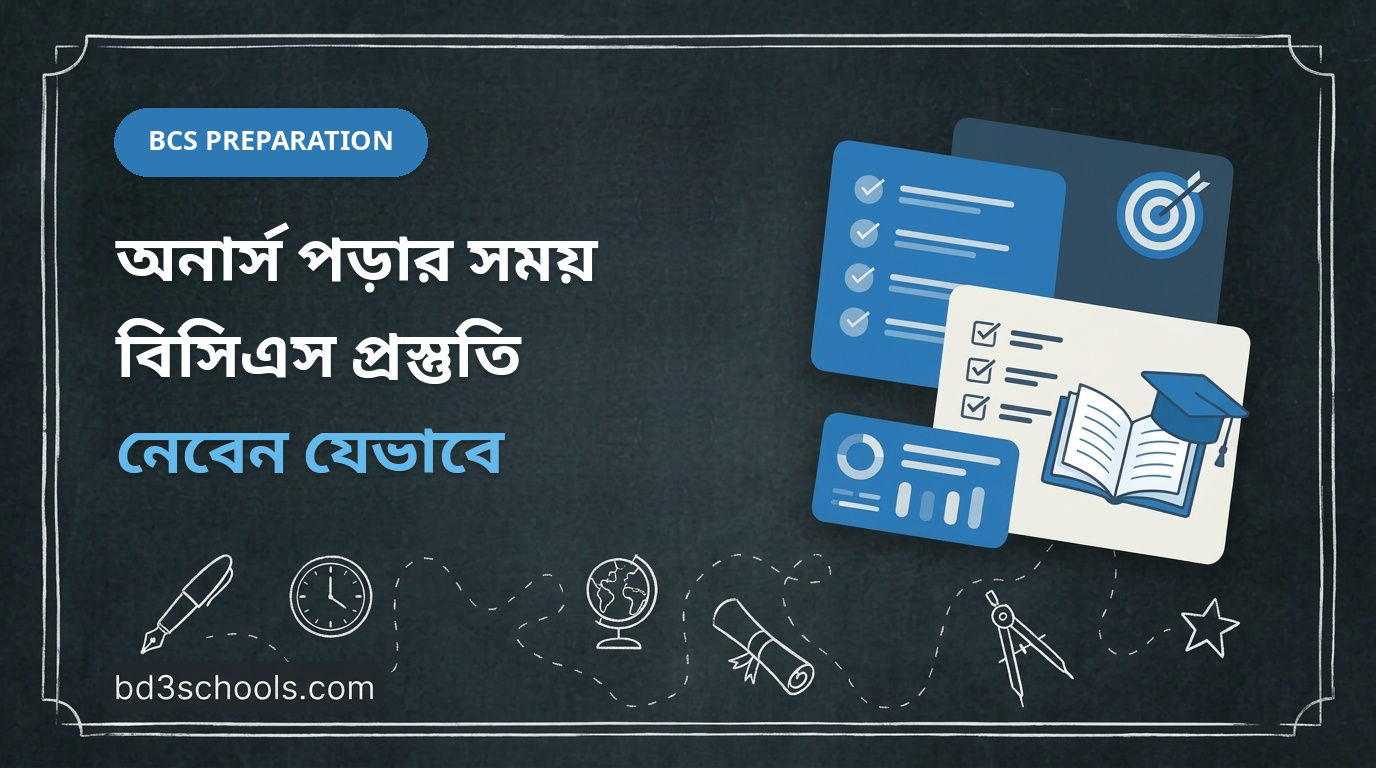 BCS PREPARATION
অনার্স পড়ার সময়
বিসিএস প্রস্তুতি
নেবেন যেভাবে
bd3schools.com